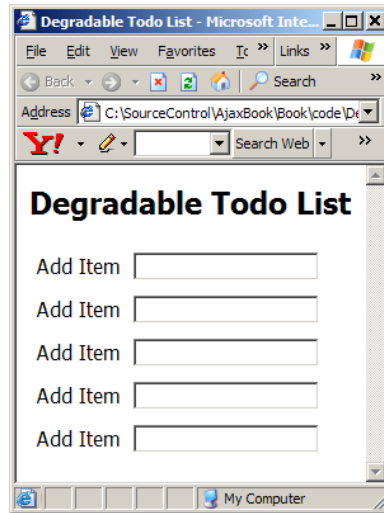 Degradable Todo List - Microsoft Inte...
File Edit View Favorites Tc » Links »
Back Search »
Address C:\SourceControl\AjaxBook\Book\code\De
Y! Search Web »
Degradable Todo List
Add Item
Add Item
Add Item
Add Item
Add Item
My Computer